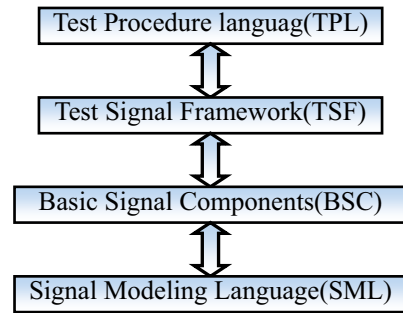 Test Procedure languag(TPL)
Test Signal Framework(TSF)
Basic Signal Components(BSC)
Signal Modeling Language(SML)